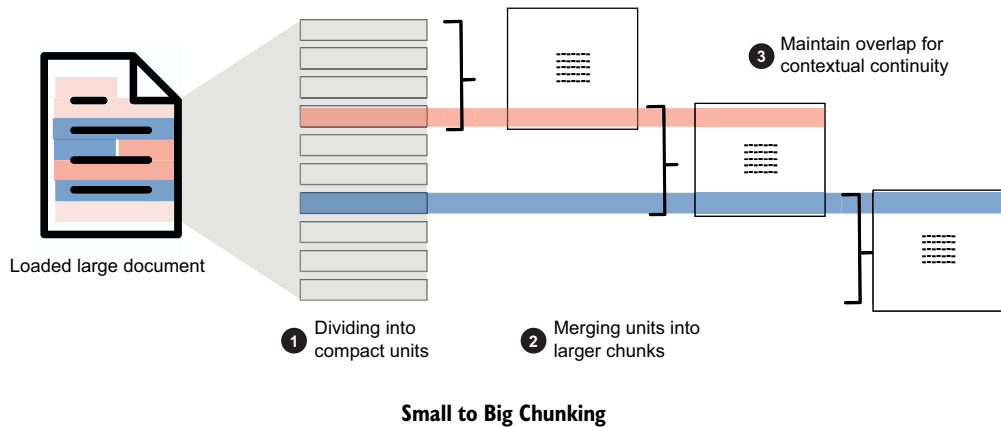 Loaded large document
1 Dividing into
compact units
2 Merging units into
larger chunks
3 Maintain overlap for
contextual continuity
Small to Big Chunking